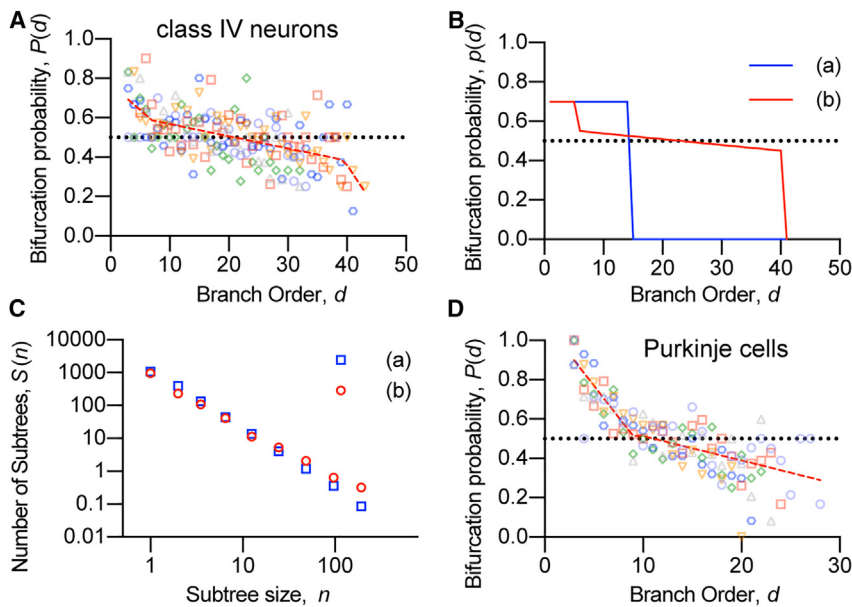 A
class IV neurons
Bifurcation probability, P(d)
1.0
0.8
0.6
0.4
0.2
0.0
0 10 20 30 40 50
Branch Order, d
B
Bifurcation probability, p(d)
1.0
0.8
0.6
0.4
0.2
0.0
(a)
(b)
0 10 20 30 40 50
Branch Order, d
C
Number of Subtrees, S(n)
10000
1000
100
10
1
0.1
0.01
(a)
(b)
1 10 100
Subtree size, n
D
Purkinje cells
Bifurcation probability, P(d)
1.0
0.8
0.6
0.4
0.2
0.0
0 10 20 30
Branch Order, d